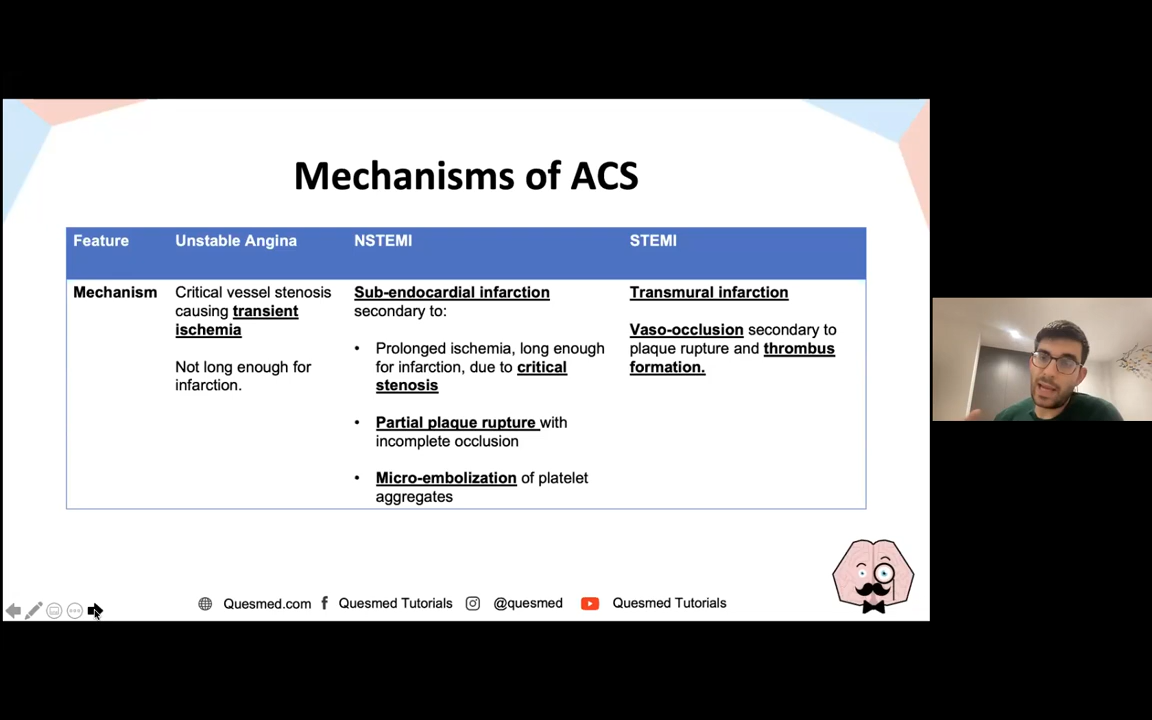 Mechanisms of ACS
Feature
Unstable Angina
NSTEMI
STEMI
Mechanism
Critical vessel stenosis
causing transient
ischemia
Not long enough for
infarction.
Sub-endocardial infarction
secondary to:
• Prolonged ischemia, long enough
for infarction, due to critical
stenosis
• Partial plaque rupture with
incomplete occlusion
• Micro-embolization of platelet
aggregates
Transmural infarction
Vaso-occlusion secondary to
plaque rupture and thrombus
formation.
Quesmed.com
Quesmed Tutorials
@quesmed
Quesmed Tutorials